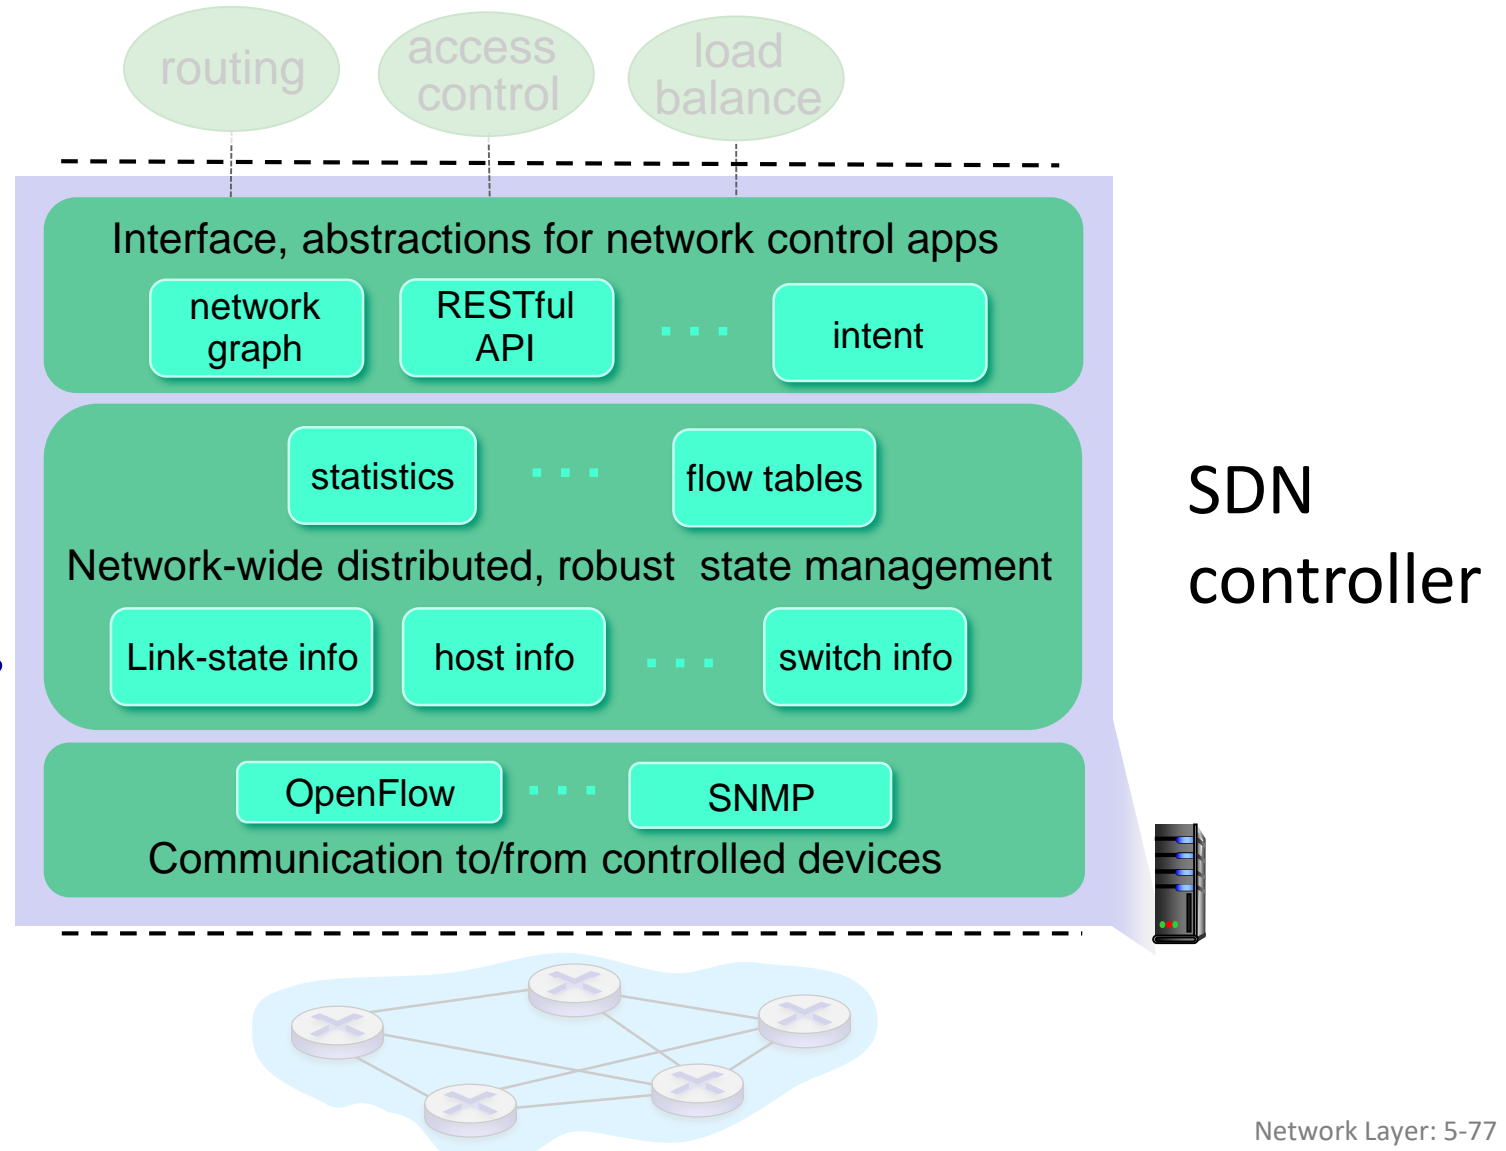 routing
access
control
load
balance
Interface, abstractions for network control apps
network
graph
RESTful
API
. . .
intent
statistics
. . .
flow tables
Network-wide distributed, robust  state management
Link-state info
host info
. . .
switch info
OpenFlow
. . .
SNMP
Communication to/from controlled devices
SDN
controller
Network Layer: 5-77